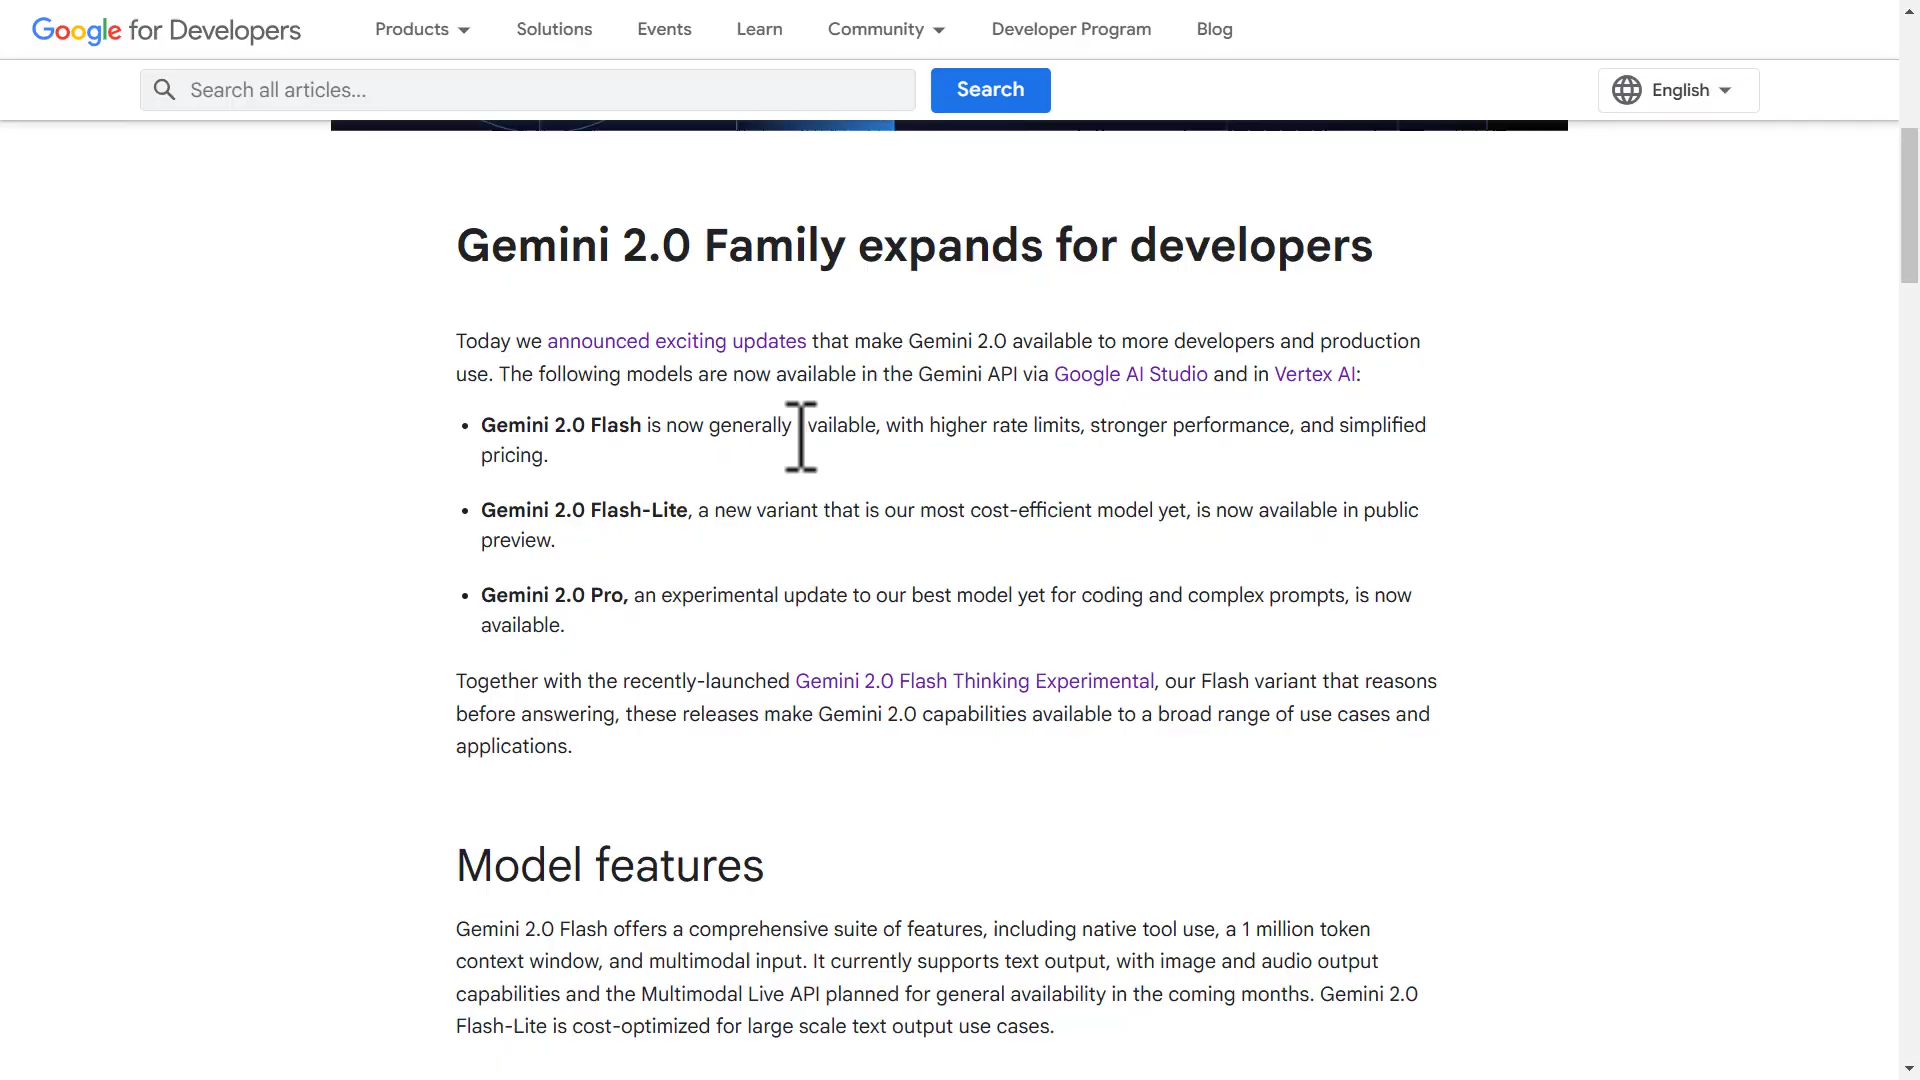 Google for Developers Products Solutions Events Learn Community Developer Program Blog
Search all articles... Search English
Gemini 2.0 Family expands for developers
Today we announced exciting updates that make Gemini 2.0 available to more developers and production
use. The following models are now available in the Gemini API via Google AI Studio and in Vertex AI:
• Gemini 2.0 Flash is now generally available, with higher rate limits, stronger performance, and simplified
pricing.
• Gemini 2.0 Flash-Lite, a new variant that is our most cost-efficient model yet, is now available in public
preview.
• Gemini 2.0 Pro, an experimental update to our best model yet for coding and complex prompts, is now
available.
Together with the recently-launched Gemini 2.0 Flash Thinking Experimental, our Flash variant that reasons
before answering, these releases make Gemini 2.0 capabilities available to a broad range of use cases and
applications.
Model features
Gemini 2.0 Flash offers a comprehensive suite of features, including native tool use, a 1 million token
context window, and multimodal input. It currently supports text output, with image and audio output
capabilities and the Multimodal Live API planned for general availability in the coming months. Gemini 2.0
Flash-Lite is cost-optimized for large scale text output use cases.